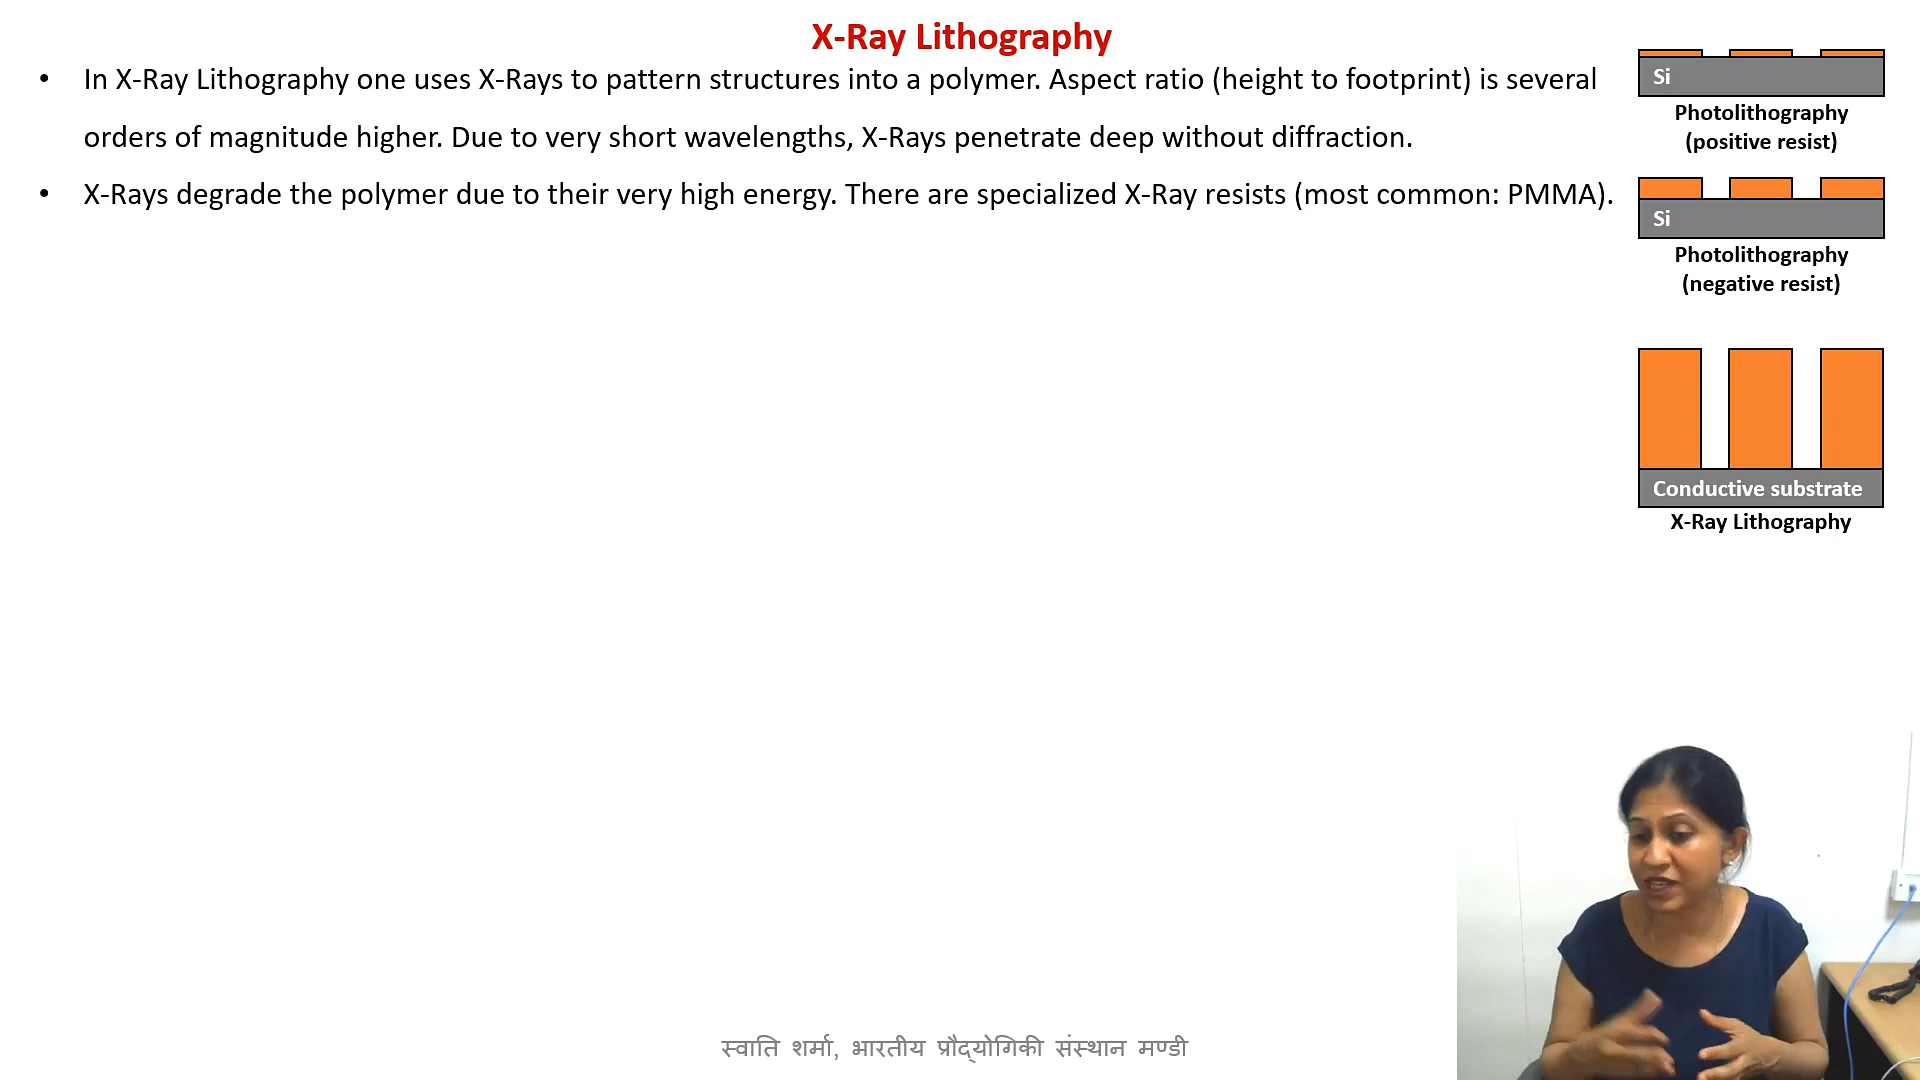 X-Ray Lithography
• In X-Ray Lithography one uses X-Rays to pattern structures into a polymer. Aspect ratio (height to footprint) is several
orders of magnitude higher. Due to very short wavelengths, X-Rays penetrate deep without diffraction.
• X-Rays degrade the polymer due to their very high energy. There are specialized X-Ray resists (most common: PMMA).
Si
Photolithography
(positive resist)
Si
Photolithography
(negative resist)
Conductive substrate
X-Ray Lithography
स्वाति शर्मा, भारतीय प्रौद्योगिकी संस्थान मण्डी